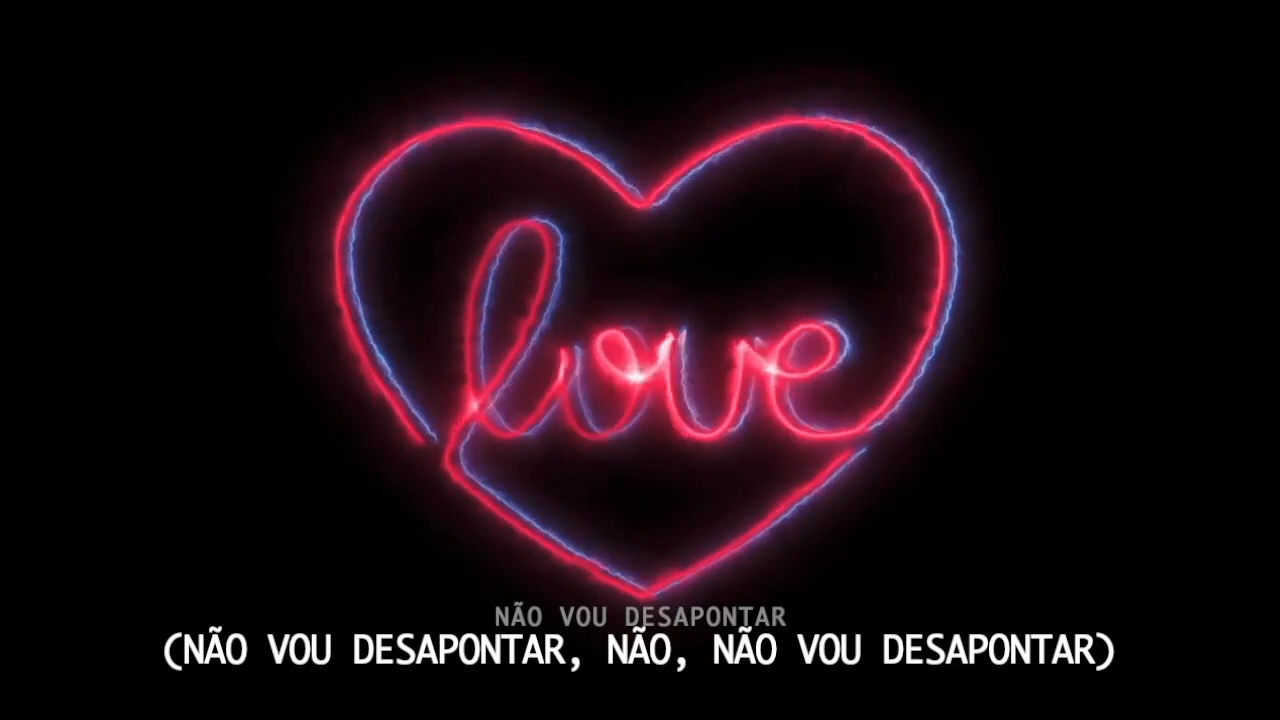 love
NÃO VOU DESAPONTAR
(NÃO VOU DESAPONTAR, NÃO, NÃO VOU DESAPONTAR)